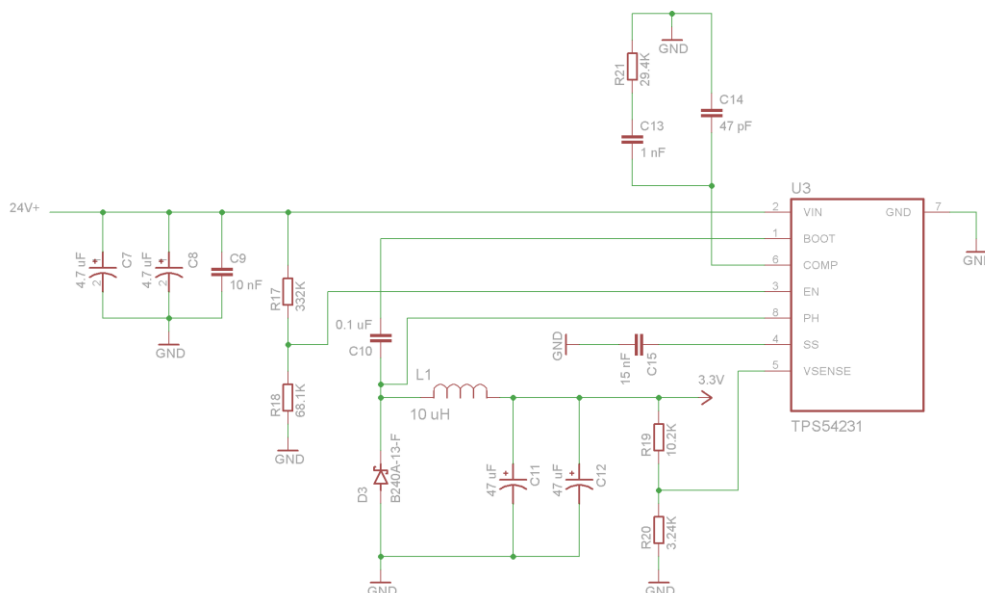 GND
R21
29.4K
C14
47 pF
C13
1 nF
24V+
U3
2 VIN
GND 7
1 BOOT
6 COMP
3 EN
8 PH
4 SS
5 VSENSE
TPS54231
GND
4.7 uF
1
2
C7
4.7 uF
1
2
C8
C9
10 nF
GND
R17
332K
R18
68.1K
GND
0.1 uF
C10
GND
15 nF
C15
L1
10 uH
3.3V
D3
B240A-13-F
47 uF
C11
47 uF
C12
R19
10.2K
R20
3.24K
GND
GND